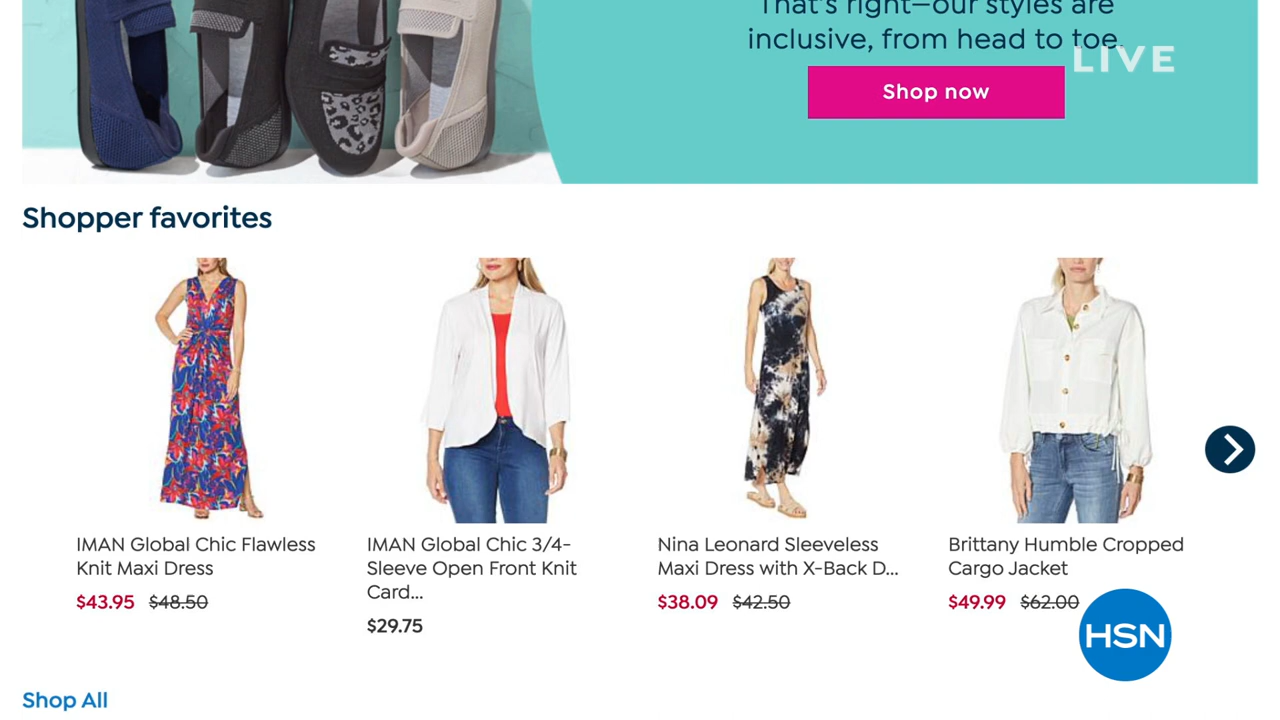 That's right—our styles are
inclusive, from head to toe.
LIVE
Shop now
Shopper favorites
IMAN Global Chic Flawless
Knit Maxi Dress
$43.95 $48.50
IMAN Global Chic 3/4-
Sleeve Open Front Knit
Card...
$29.75
Nina Leonard Sleeveless
Maxi Dress with X-Back D...
$38.09 $42.50
Brittany Humble Cropped
Cargo Jacket
$49.99 $62.00
HSN
Shop All